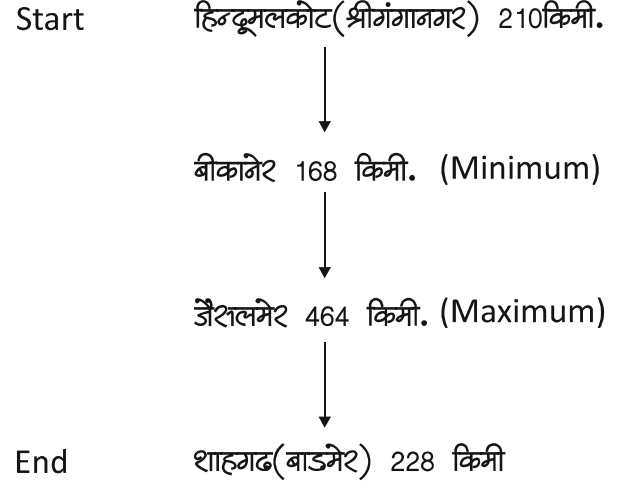 Start हिन्दूमलकोट(श्रीगंगानगर) 210किमी.
बीकानेर 168 किमी. (Minimum)
जैसलमेर 464 किमी. (Maximum)
End शाहगढ(बाडमेर) 228 किमी